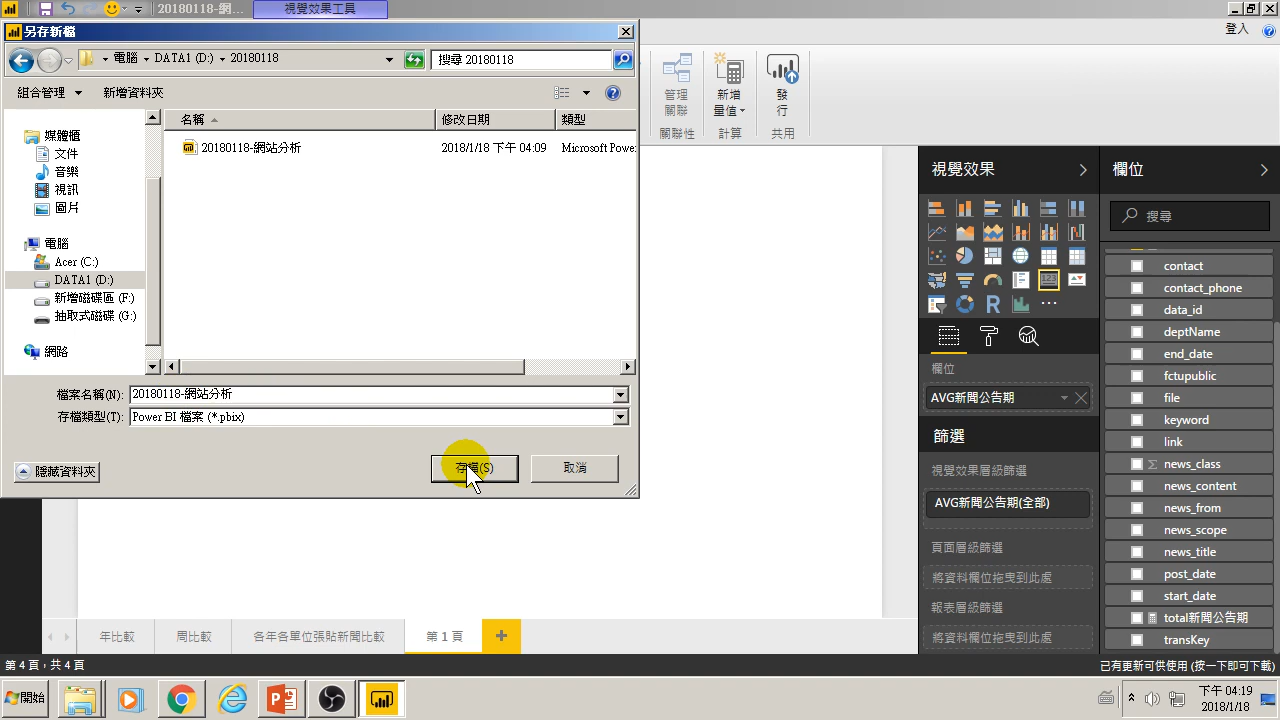 20180118-網...
視覺效果工具
登入
另存新檔
電腦
DATA1 (D:)
20180118
搜尋 20180118
組合管理
新增資料夾
媒體櫃
文件
音樂
視訊
圖片
電腦
Acer (C:)
DATA1 (D:)
新增磁碟區 (F:)
抽取式磁碟 (G:)
網路
名稱
修改日期
類型
20180118-網站分析
2018/1/18 下午 04:09
Microsoft Powe
檔案名稱(N):
20180118-網站分析
存檔類型(T):
Power BI 檔案 (*.pbix)
隱藏資料夾
存檔(S)
取消
管理
關聯
關聯性
新增
量值
計算
發
行
共用
視覺效果
欄位
AVG新聞公告期
篩選
視覺效果層級篩選
AVG新聞公告期(全部)
頁面層級篩選
將資料欄位拖曳到此處
報表層級篩選
將資料欄位拖曳到此處
欄位
搜尋
contact
contact_phone
data_id
deptName
end_date
fctupublic
file
keyword
link
news_class
news_content
news_from
news_scope
news_title
post_date
start_date
total新聞公告期
transKey
年比較
周比較
各年各單位張貼新聞比較
第 1 頁
第 4 頁，共 4 頁
已有更新可供使用 (按一下即可下載)
開始
下午 04:19
2018/1/18